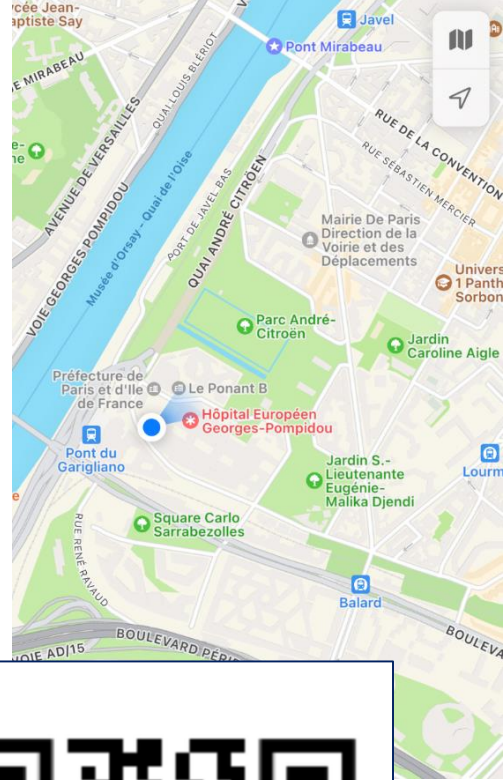 Javel
Pont Mirabeau
E MIRABEAU
QUAI LOUIS BLÉRIOT
AVENUE DE VERSAILLES
RUE DE LA CONVENTION
RUE SÉBASTIEN MERCIER
VOIE GEORGES POMPIDOU
Musée d'Orsay - Quai de l'Oise
PORT DE JAVEL BAS
QUAI ANDRÉ CITROËN
Mairie De Paris
Direction de la
Voirie et des
Déplacements
Univers
1 Panth
Sorbon
Parc André-
Citroën
Jardin
Caroline Aigle
Préfecture de
Paris et d'Ile
de France
Le Ponant B
Hôpital Européen
Georges-Pompidou
Pont du
Garigliano
Jardin S.-
Lieutenante
Eugénie-
Malika Djendi
Lourm
Square Carlo
Sarrabezolles
RUE RENÉ RAVAUD
Balard
BOULEVARD PÉRI
BOULEVA
VOIE AD/15